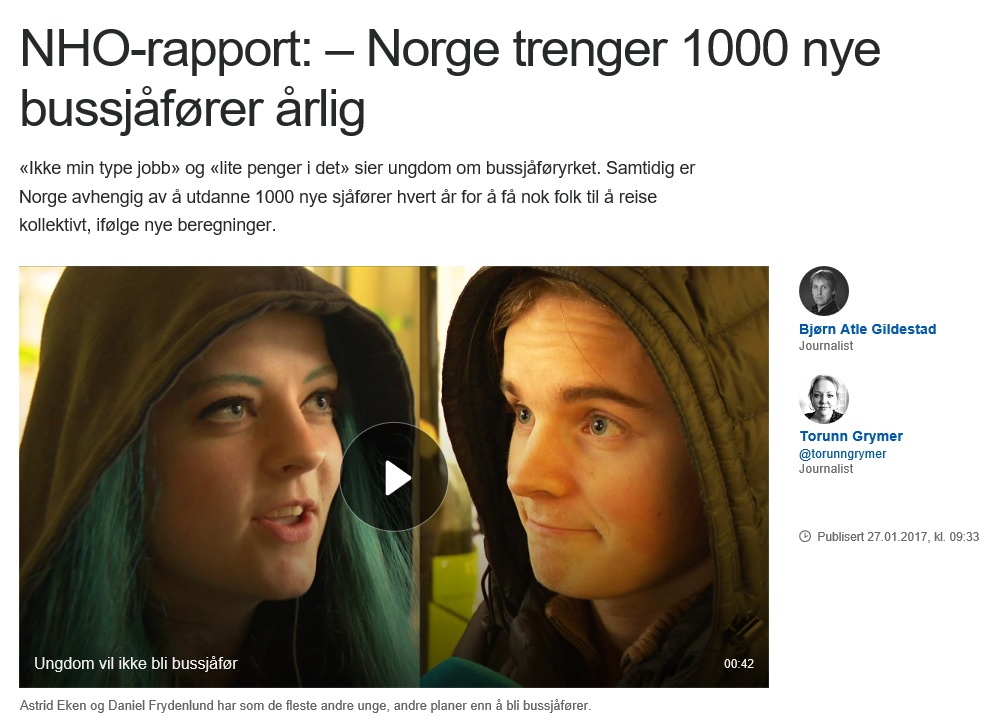 NHO-rapport: – Norge trenger 1000 nye
bussjåfører årlig
«Ikke min type jobb» og «lite penger i det» sier ungdom om bussjåføryrket. Samtidig er
Norge avhengig av å utdanne 1000 nye sjåfører hvert år for å få nok folk til å reise
kollektivt, ifølge nye beregninger.
Ungdom vil ikke bli bussjåfør
00:42
Astrid Eken og Daniel Frydenlund har som de fleste andre unge, andre planer enn å bli bussjåfører.
Bjørn Atle Gildestad
Journalist
Torunn Grymer
@torunngrymer
Journalist
Publisert 27.01.2017, kl. 09:33